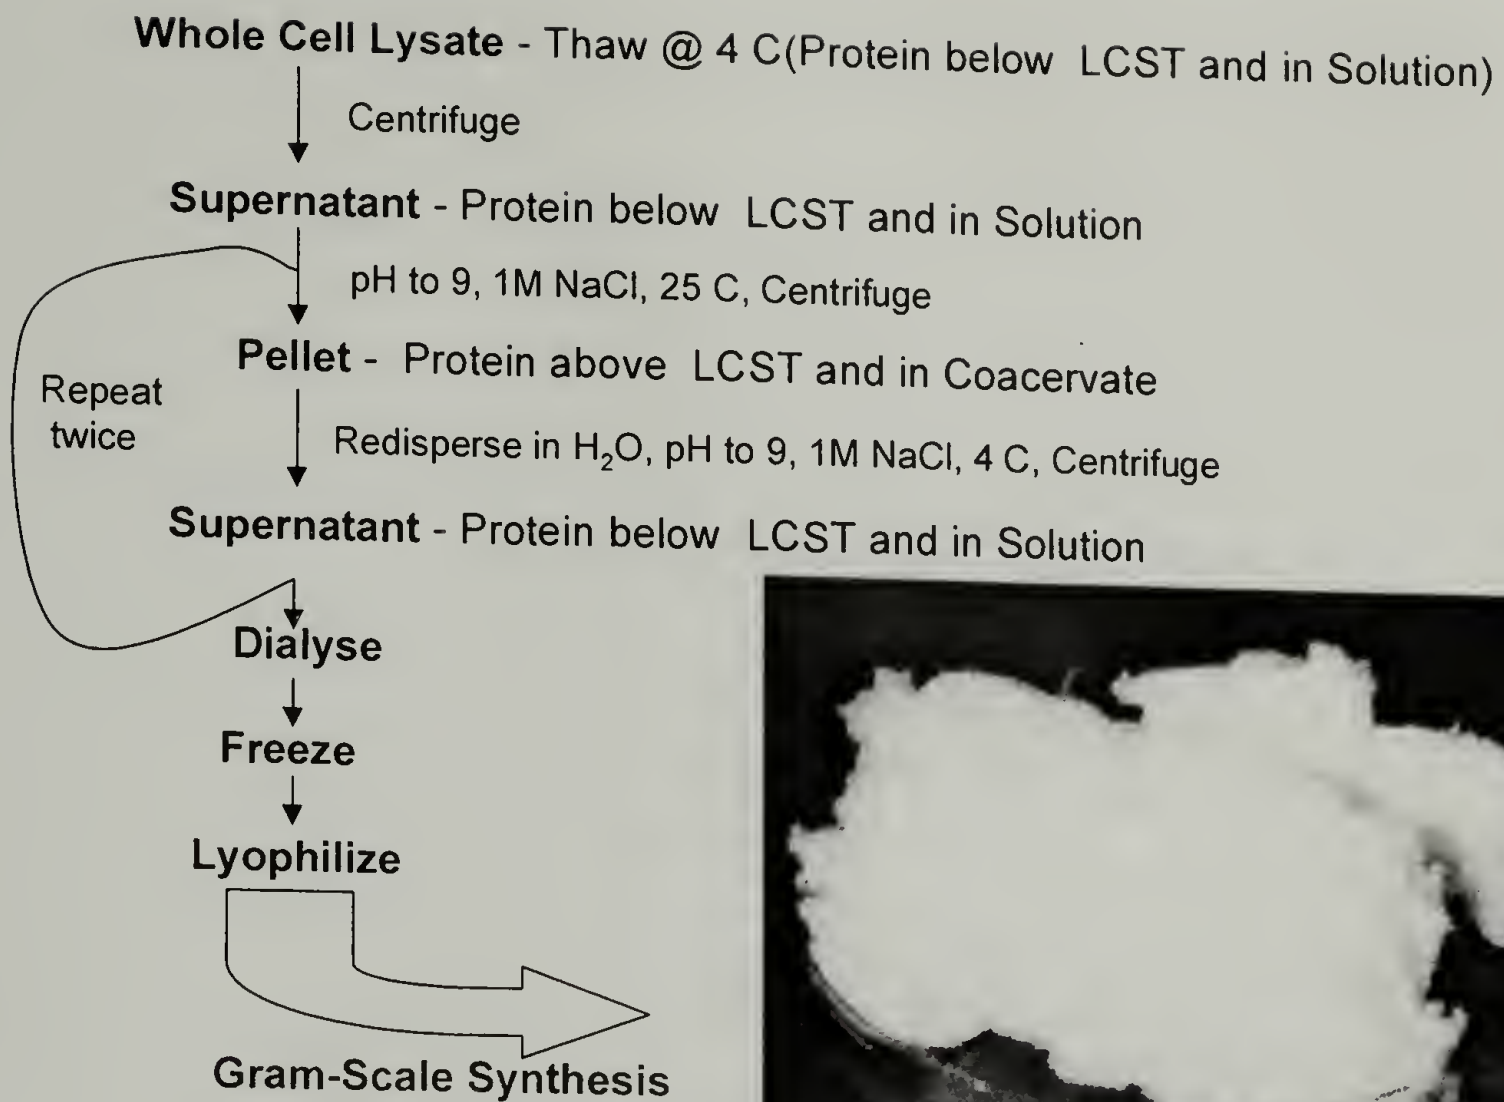 Whole Cell Lysate - Thaw @ 4 C(Protein below LCST and in Solution)
Centrifuge
Supernatant - Protein below LCST and in Solution
pH to 9, 1M NaCl, 25 C, Centrifuge
Pellet - Protein above LCST and in Coacervate
Repeat
twice
Redisperse in H₂O, pH to 9, 1M NaCl, 4 C, Centrifuge
Supernatant - Protein below LCST and in Solution
Dialyse
Freeze
Lyophilize
Gram-Scale Synthesis